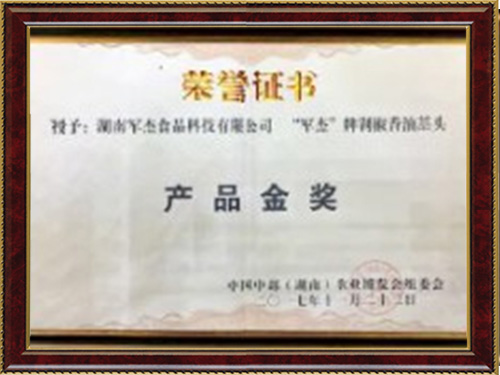 荣誉证书
授予：湖南军杰食品科技有限公司 “军杰”牌剁椒香油藠头
产品金奖
中国中部（湖南）农业博览会组委会
二〇一七年十一月二十二日